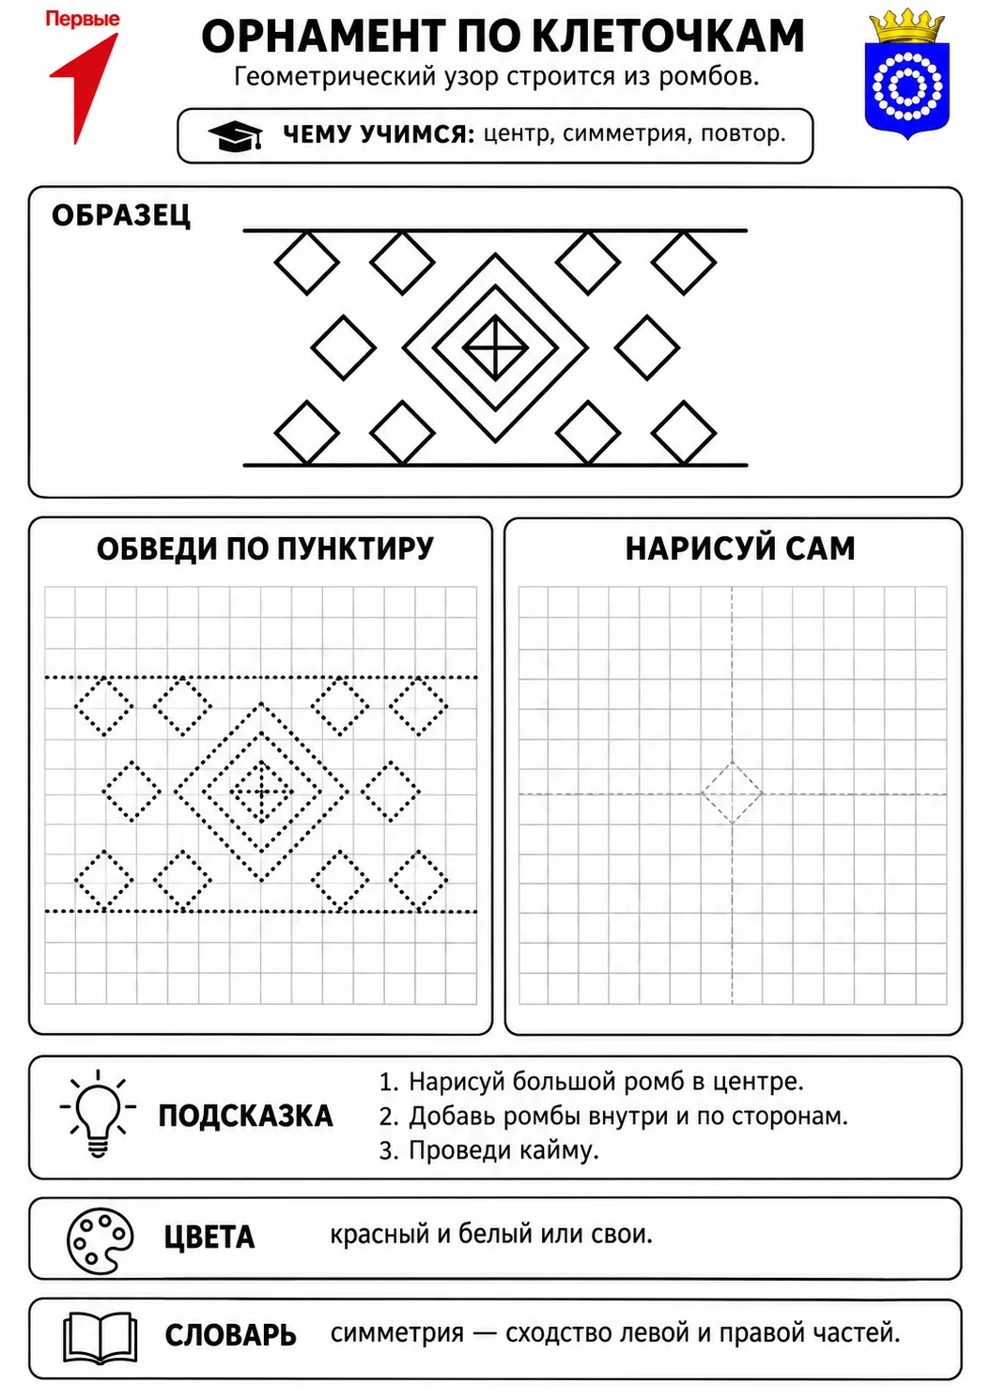 Первые
ОРНАМЕНТ ПО КЛЕТОЧКАМ
Геометрический узор строится из ромбов.
ЧЕМУ УЧИМСЯ: центр, симметрия, повтор.
ОБРАЗЕЦ
ОБВЕДИ ПО ПУНКТИРУ
НАРИСУЙ САМ
ПОДСКАЗКА
1. Нарисуй большой ромб в центре.
2. Добавь ромбы внутри и по сторонам.
3. Проведи кайму.
ЦВЕТА красный и белый или свои.
СЛОВАРЬ симметрия — сходство левой и правой частей.